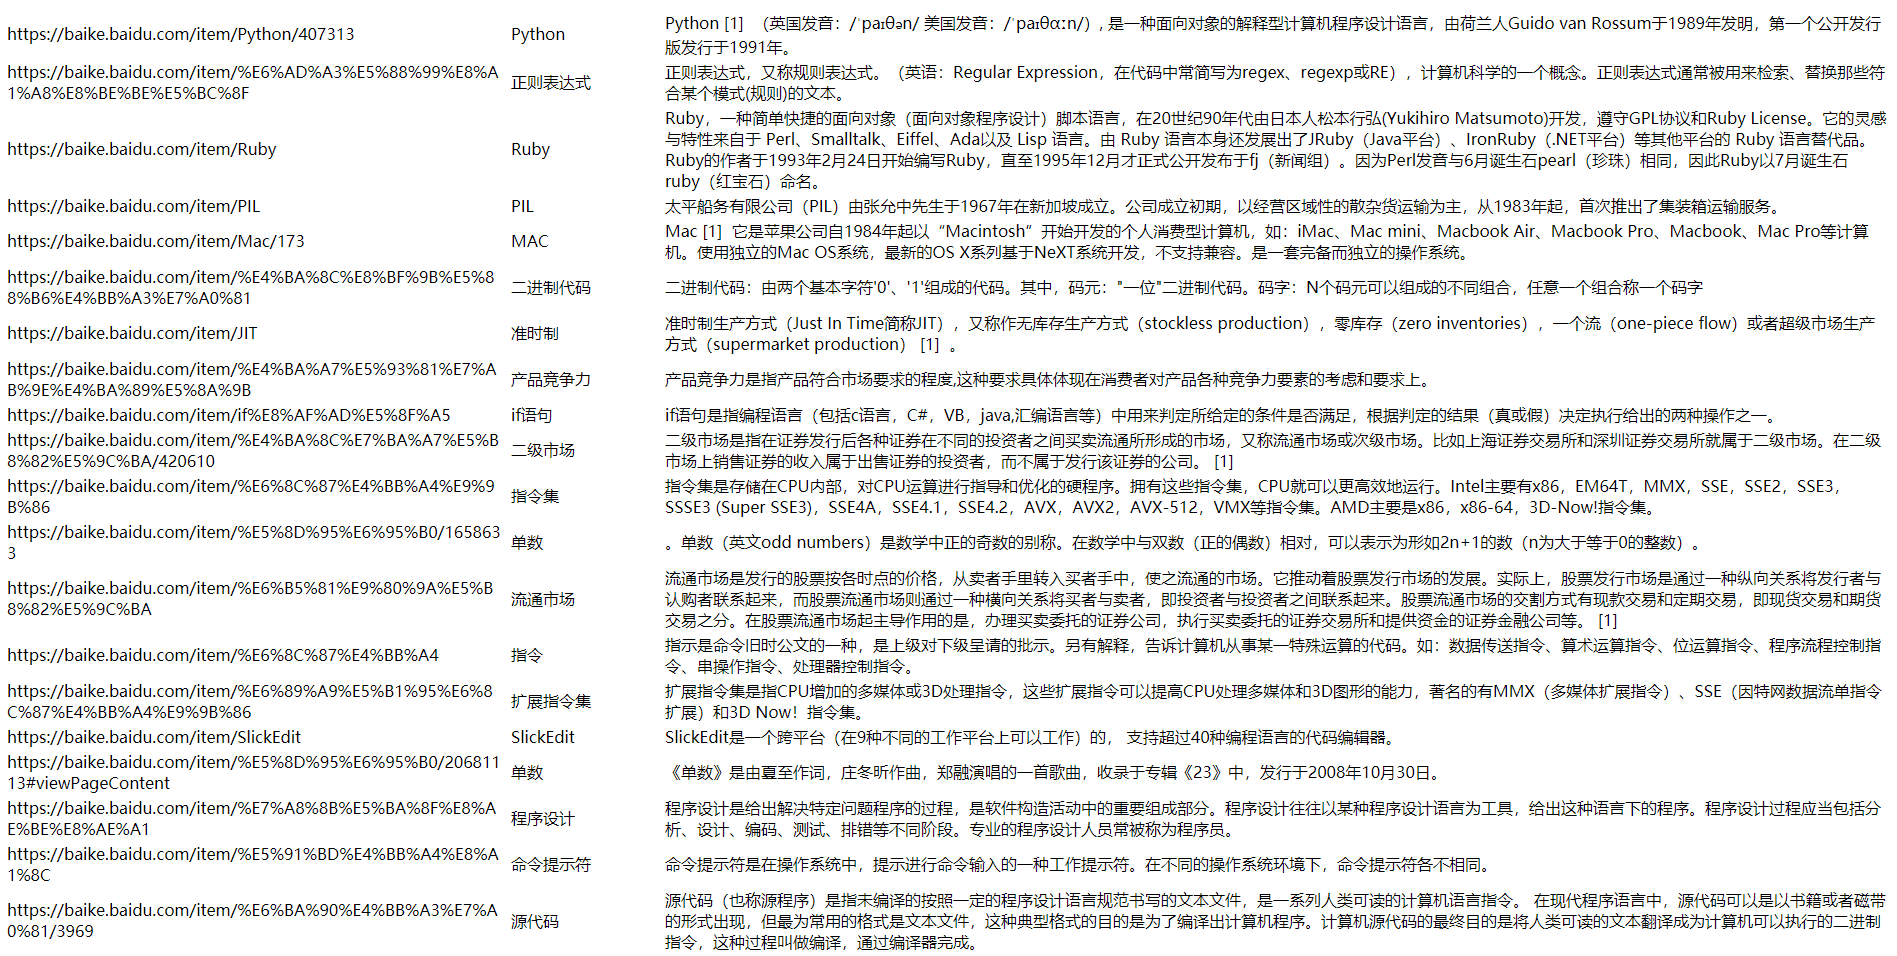 https://baike.baidu.com/item/Python/407313
Python
Python [1] （英国发音：/ˈpaɪθən/ 美国发音：/ˈpaɪθɑːn/）, 是一种面向对象的解释型计算机程序设计语言，由荷兰人Guido van Rossum于1989年发明，第一个公开发行
版发行于1991年。
https://baike.baidu.com/item/%E6%AD%A3%E5%88%99%E8%A
1%A8%E8%BE%BE%E5%BC%8F
正则表达式
正则表达式，又称规则表达式。（英语：Regular Expression，在代码中常简写为regex、regexp或RE），计算机科学的一个概念。正则表达式通常被用来检索、替换那些符
合某个模式(规则)的文本。
https://baike.baidu.com/item/Ruby
Ruby
Ruby，一种简单快捷的面向对象（面向对象程序设计）脚本语言，在20世纪90年代由日本人松本行弘(Yukihiro Matsumoto)开发，遵守GPL协议和Ruby License。它的灵感
与特性来自于 Perl、Smalltalk、Eiffel、Ada以及 Lisp 语言。由 Ruby 语言本身还发展出了JRuby（Java平台）、IronRuby（.NET平台）等其他平台的 Ruby 语言替代品。
Ruby的作者于1993年2月24日开始编写Ruby，直至1995年12月才正式公开发布于fj（新闻组）。因为Perl发音与6月诞生石pearl（珍珠）相同，因此Ruby以7月诞生石
ruby（红宝石）命名。
https://baike.baidu.com/item/PIL
PIL
太平船务有限公司（PIL）由张允中先生于1967年在新加坡成立。公司成立初期，以经营区域性的散杂货运输为主，从1983年起，首次推出了集装箱运输服务。
https://baike.baidu.com/item/Mac/173
MAC
Mac [1] 它是苹果公司自1984年起以“Macintosh”开始开发的个人消费型计算机，如：iMac、Mac mini、Macbook Air、Macbook Pro、Macbook、Mac Pro等计算
机。使用独立的Mac OS系统，最新的OS X系列基于NeXT系统开发，不支持兼容。是一套完备而独立的操作系统。
https://baike.baidu.com/item/%E4%BA%8C%E8%BF%9B%E5%8
8%B6%E4%BB%A3%E7%A0%81
二进制代码
二进制代码：由两个基本字符'0'、'1'组成的代码。其中，码元："一位"二进制代码。码字：N个码元可以组成的不同组合，任意一个组合称一个码字
https://baike.baidu.com/item/JIT
准时制
准时制生产方式（Just In Time简称JIT），又称作无库存生产方式（stockless production），零库存（zero inventories），一个流（one-piece flow）或者超级市场生产
方式（supermarket production） [1] 。
https://baike.baidu.com/item/%E4%BA%A7%E5%93%81%E7%A
B%9E%E4%BA%89%E5%8A%9B
产品竞争力
产品竞争力是指产品符合市场要求的程度,这种要求具体体现在消费者对产品各种竞争力要素的考虑和要求上。
https://baike.baidu.com/item/if%E8%AF%AD%E5%8F%A5
if语句
if语句是指编程语言（包括c语言，C#，VB，java,汇编语言等）中用来判定所给定的条件是否满足，根据判定的结果（真或假）决定执行给出的两种操作之一。
https://baike.baidu.com/item/%E4%BA%8C%E7%BA%A7%E5%B
8%82%E5%9C%BA/420610
二级市场
二级市场是指在证券发行后各种证券在不同的投资者之间买卖流通所形成的市场，又称流通市场或次级市场。比如上海证券交易所和深圳证券交易所就属于二级市场。在二级
市场上销售证券的收入属于出售证券的投资者，而不属于发行该证券的公司。 [1]
https://baike.baidu.com/item/%E6%8C%87%E4%BB%A4%E9%9
B%86
指令集
指令集是存储在CPU内部，对CPU运算进行指导和优化的硬程序。拥有这些指令集，CPU就可以更高效地运行。Intel主要有x86，EM64T，MMX，SSE，SSE2，SSE3，
SSSE3 (Super SSE3)，SSE4A，SSE4.1，SSE4.2，AVX，AVX2，AVX-512，VMX等指令集。AMD主要是x86，x86-64，3D-Now!指令集。
https://baike.baidu.com/item/%E5%8D%95%E6%95%B0/165863
3
单数
。单数（英文odd numbers）是数学中正的奇数的别称。在数学中与双数（正的偶数）相对，可以表示为形如2n+1的数（n为大于等于0的整数）。
https://baike.baidu.com/item/%E6%B5%81%E9%80%9A%E5%B
8%82%E5%9C%BA
流通市场
流通市场是发行的股票按各时点的价格，从卖者手里转入买者手中，使之流通的市场。它推动着股票发行市场的发展。实际上，股票发行市场是通过一种纵向关系将发行者与
认购者联系起来，而股票流通市场则通过一种横向关系将买者与卖者，即投资者与投资者之间联系起来。股票流通市场的交割方式有现款交易和定期交易，即现货交易和期货
交易之分。在股票流通市场起主导作用的是，办理买卖委托的证券公司，执行买卖委托的证券交易所和提供资金的证券金融公司等。 [1]
https://baike.baidu.com/item/%E6%8C%87%E4%BB%A4
指令
指示是命令旧时公文的一种，是上级对下级呈请的批示。另有解释，告诉计算机从事某一特殊运算的代码。如：数据传送指令、算术运算指令、位运算指令、程序流程控制指
令、串操作指令、处理器控制指令。
https://baike.baidu.com/item/%E6%89%A9%E5%B1%95%E6%8
C%87%E4%BB%A4%E9%9B%86
扩展指令集
扩展指令集是指CPU增加的多媒体或3D处理指令，这些扩展指令可以提高CPU处理多媒体和3D图形的能力，著名的有MMX（多媒体扩展指令）、SSE（因特网数据流单指令
扩展）和3D Now！指令集。
https://baike.baidu.com/item/SlickEdit
SlickEdit
SlickEdit是一个跨平台（在9种不同的工作平台上可以工作）的， 支持超过40种编程语言的代码编辑器。
https://baike.baidu.com/item/%E5%8D%95%E6%95%B0/20681
13#viewPageContent
单数
《单数》是由夏至作词，庄冬昕作曲，郑融演唱的一首歌曲，收录于专辑《23》中，发行于2008年10月30日。
https://baike.baidu.com/item/%E7%A8%8B%E5%BA%8F%E8%A
E%BE%E8%AE%A1
程序设计
程序设计是给出解决特定问题程序的过程，是软件构造活动中的重要组成部分。程序设计往往以某种程序设计语言为工具，给出这种语言下的程序。程序设计过程应当包括分
析、设计、编码、测试、排错等不同阶段。专业的程序设计人员常被称为程序员。
https://baike.baidu.com/item/%E5%91%BD%E4%BB%A4%E8%A
1%8C
命令提示符
命令提示符是在操作系统中，提示进行命令输入的一种工作提示符。在不同的操作系统环境下，命令提示符各不相同。
https://baike.baidu.com/item/%E6%BA%90%E4%BB%A3%E7%A
0%81/3969
源代码
源代码（也称源程序）是指未编译的按照一定的程序设计语言规范书写的文本文件，是一系列人类可读的计算机语言指令。 在现代程序语言中，源代码可以是以书籍或者磁带
的形式出现，但最为常用的格式是文本文件，这种典型格式的目的是为了编译出计算机程序。计算机源代码的最终目的是将人类可读的文本翻译成为计算机可以执行的二进制
指令，这种过程叫做编译，通过编译器完成。